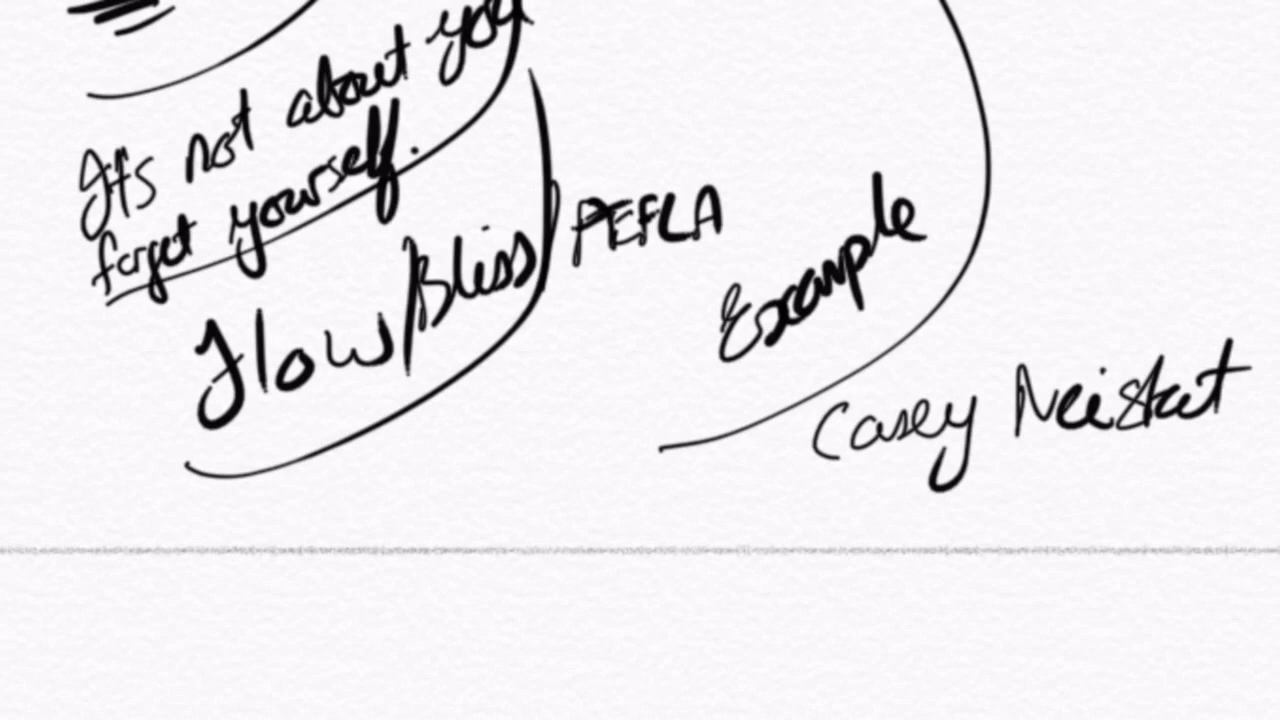 It's not about you
forget yourself.
Flow/Bliss/PEFLA
Example
Casey Neistat